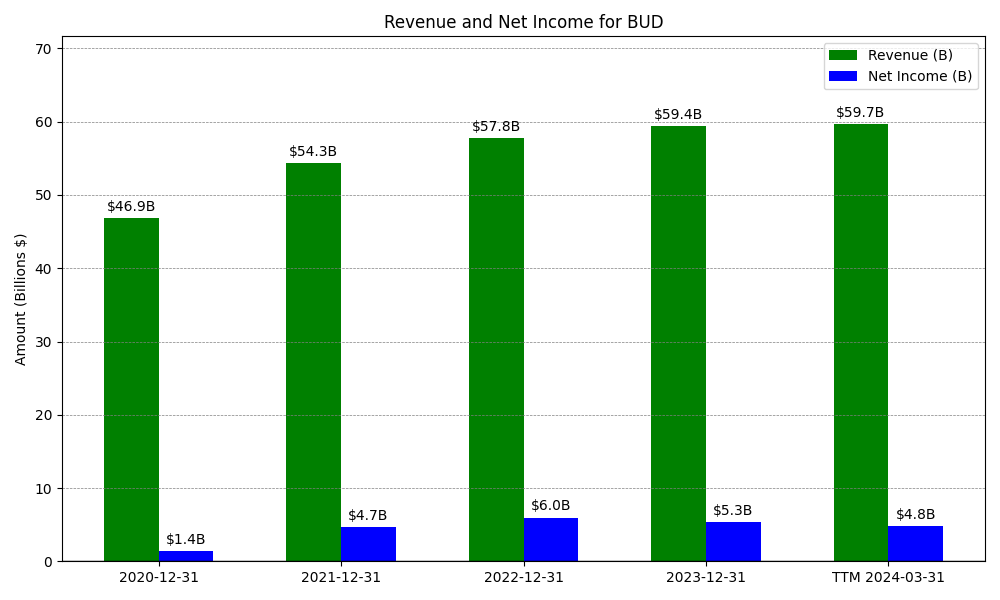 Revenue and Net Income for BUD
Revenue (B)
Net Income (B)
Amount (Billions $)
70
60
50
40
30
20
10
0
$46.9B
$54.3B
$57.8B
$59.4B
$59.7B
$1.4B
$4.7B
$6.0B
$5.3B
$4.8B
2020-12-31
2021-12-31
2022-12-31
2023-12-31
TTM 2024-03-31